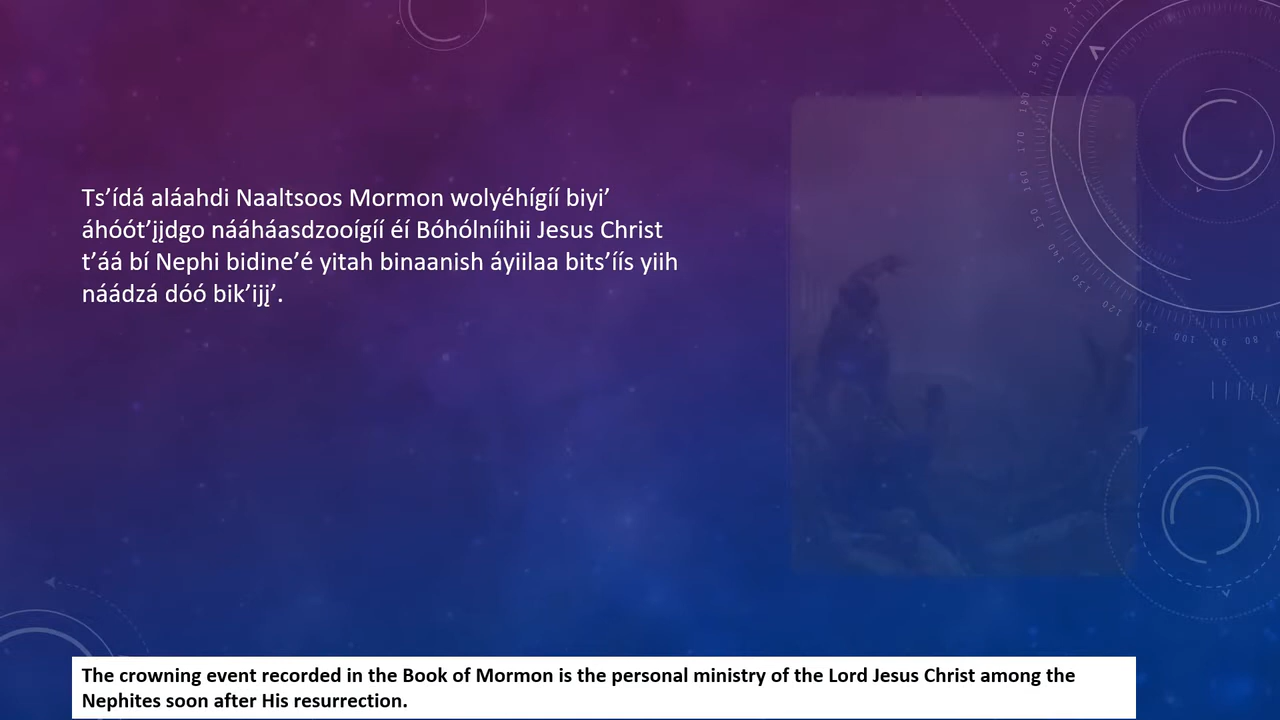 Ts’ídá aláahdi Naaltsoos Mormon wolyéhígíí biyi’
áhóót’įįdgo nááháasdzooígíí éí Bóhólníihii Jesus Christ
t’áá bí Nephi bidine’é yitah binaanish áyiilaa bits’íís yiih
náádzá dóó bik’ijį’.
The crowning event recorded in the Book of Mormon is the personal ministry of the Lord Jesus Christ among the
Nephites soon after His resurrection.